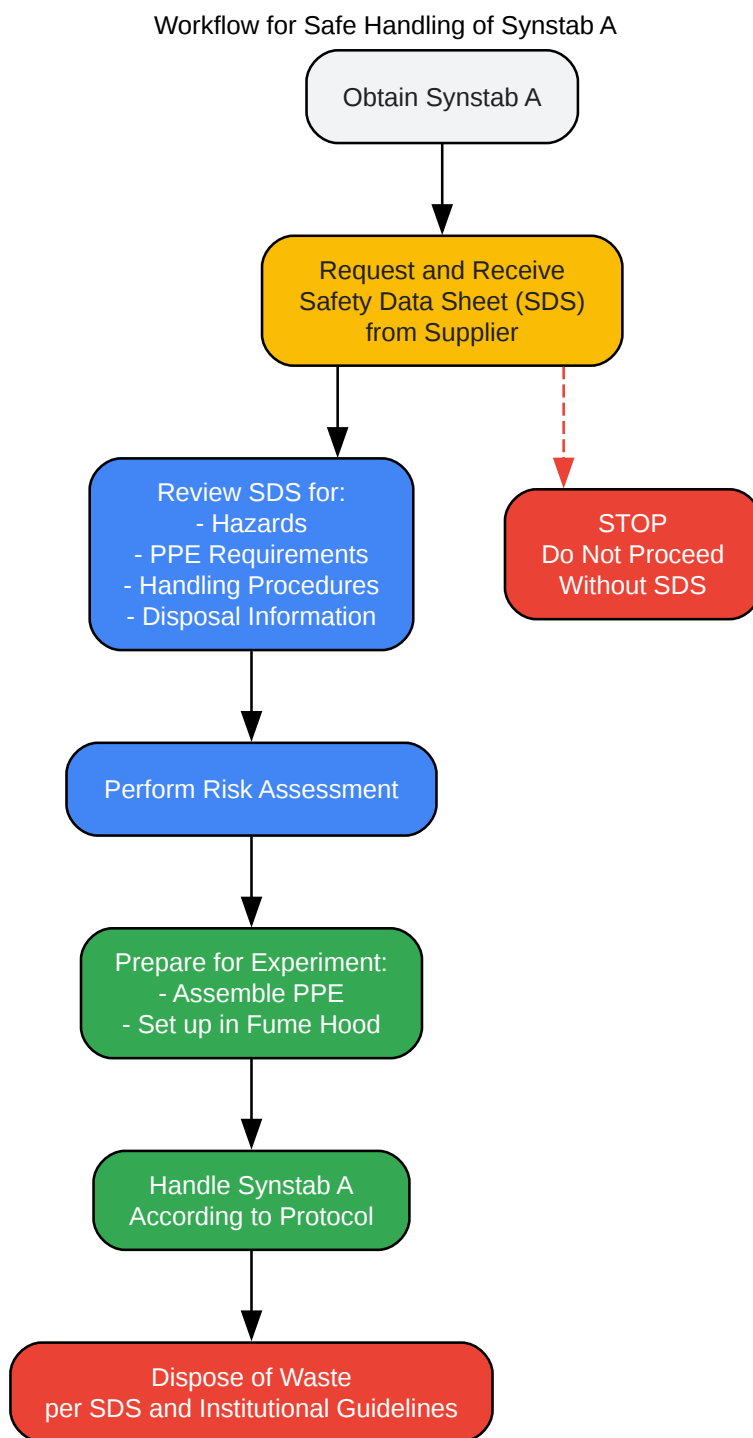 Workflow for Safe Handling of Synstab A
Obtain Synstab A
Request and Receive
Safety Data Sheet (SDS)
from Supplier
Review SDS for:
- Hazards
- PPE Requirements
- Handling Procedures
- Disposal Information
STOP
Do Not Proceed
Without SDS
Perform Risk Assessment
Prepare for Experiment:
- Assemble PPE
- Set up in Fume Hood
Handle Synstab A
According to Protocol
Dispose of Waste
per SDS and Institutional Guidelines